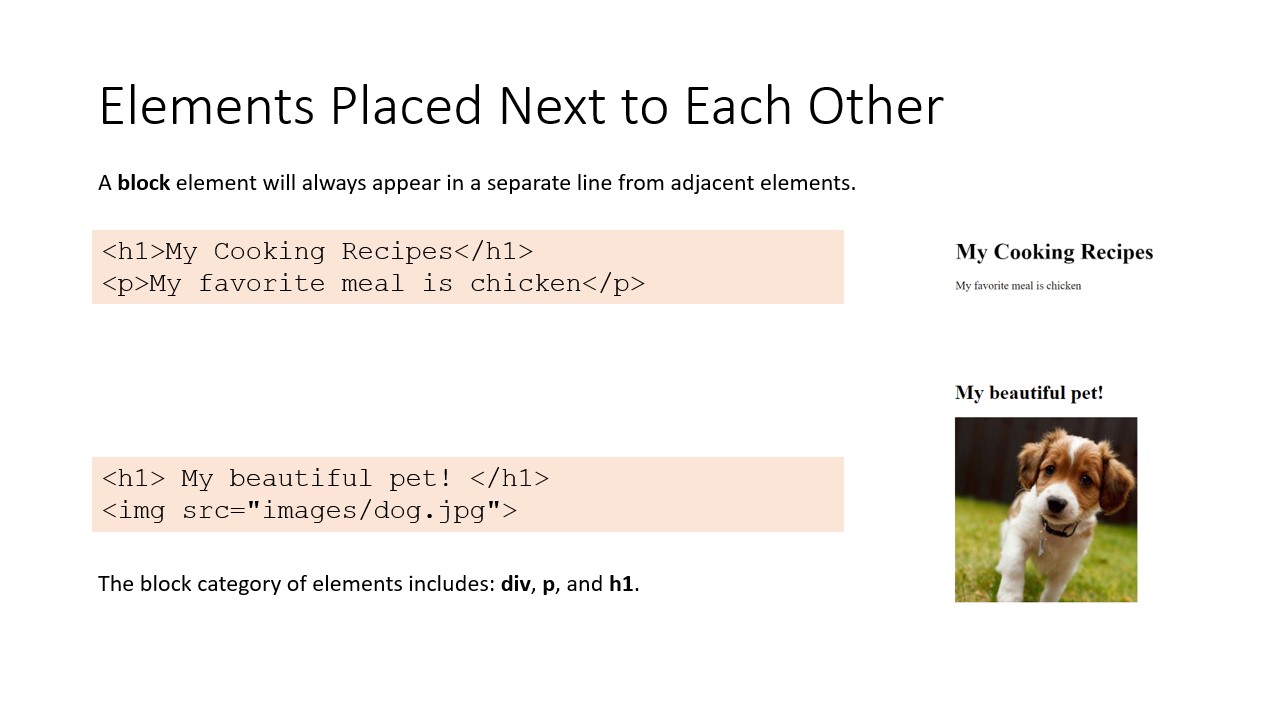 Elements Placed Next to Each Other
A block element will always appear in a separate line from adjacent elements.
<h1>My Cooking Recipes</h1>
<p>My favorite meal is chicken</p>
My Cooking Recipes
My favorite meal is chicken
<h1> My beautiful pet! </h1>
<img src="images/dog.jpg">
My beautiful pet!
The block category of elements includes: div, p, and h1.